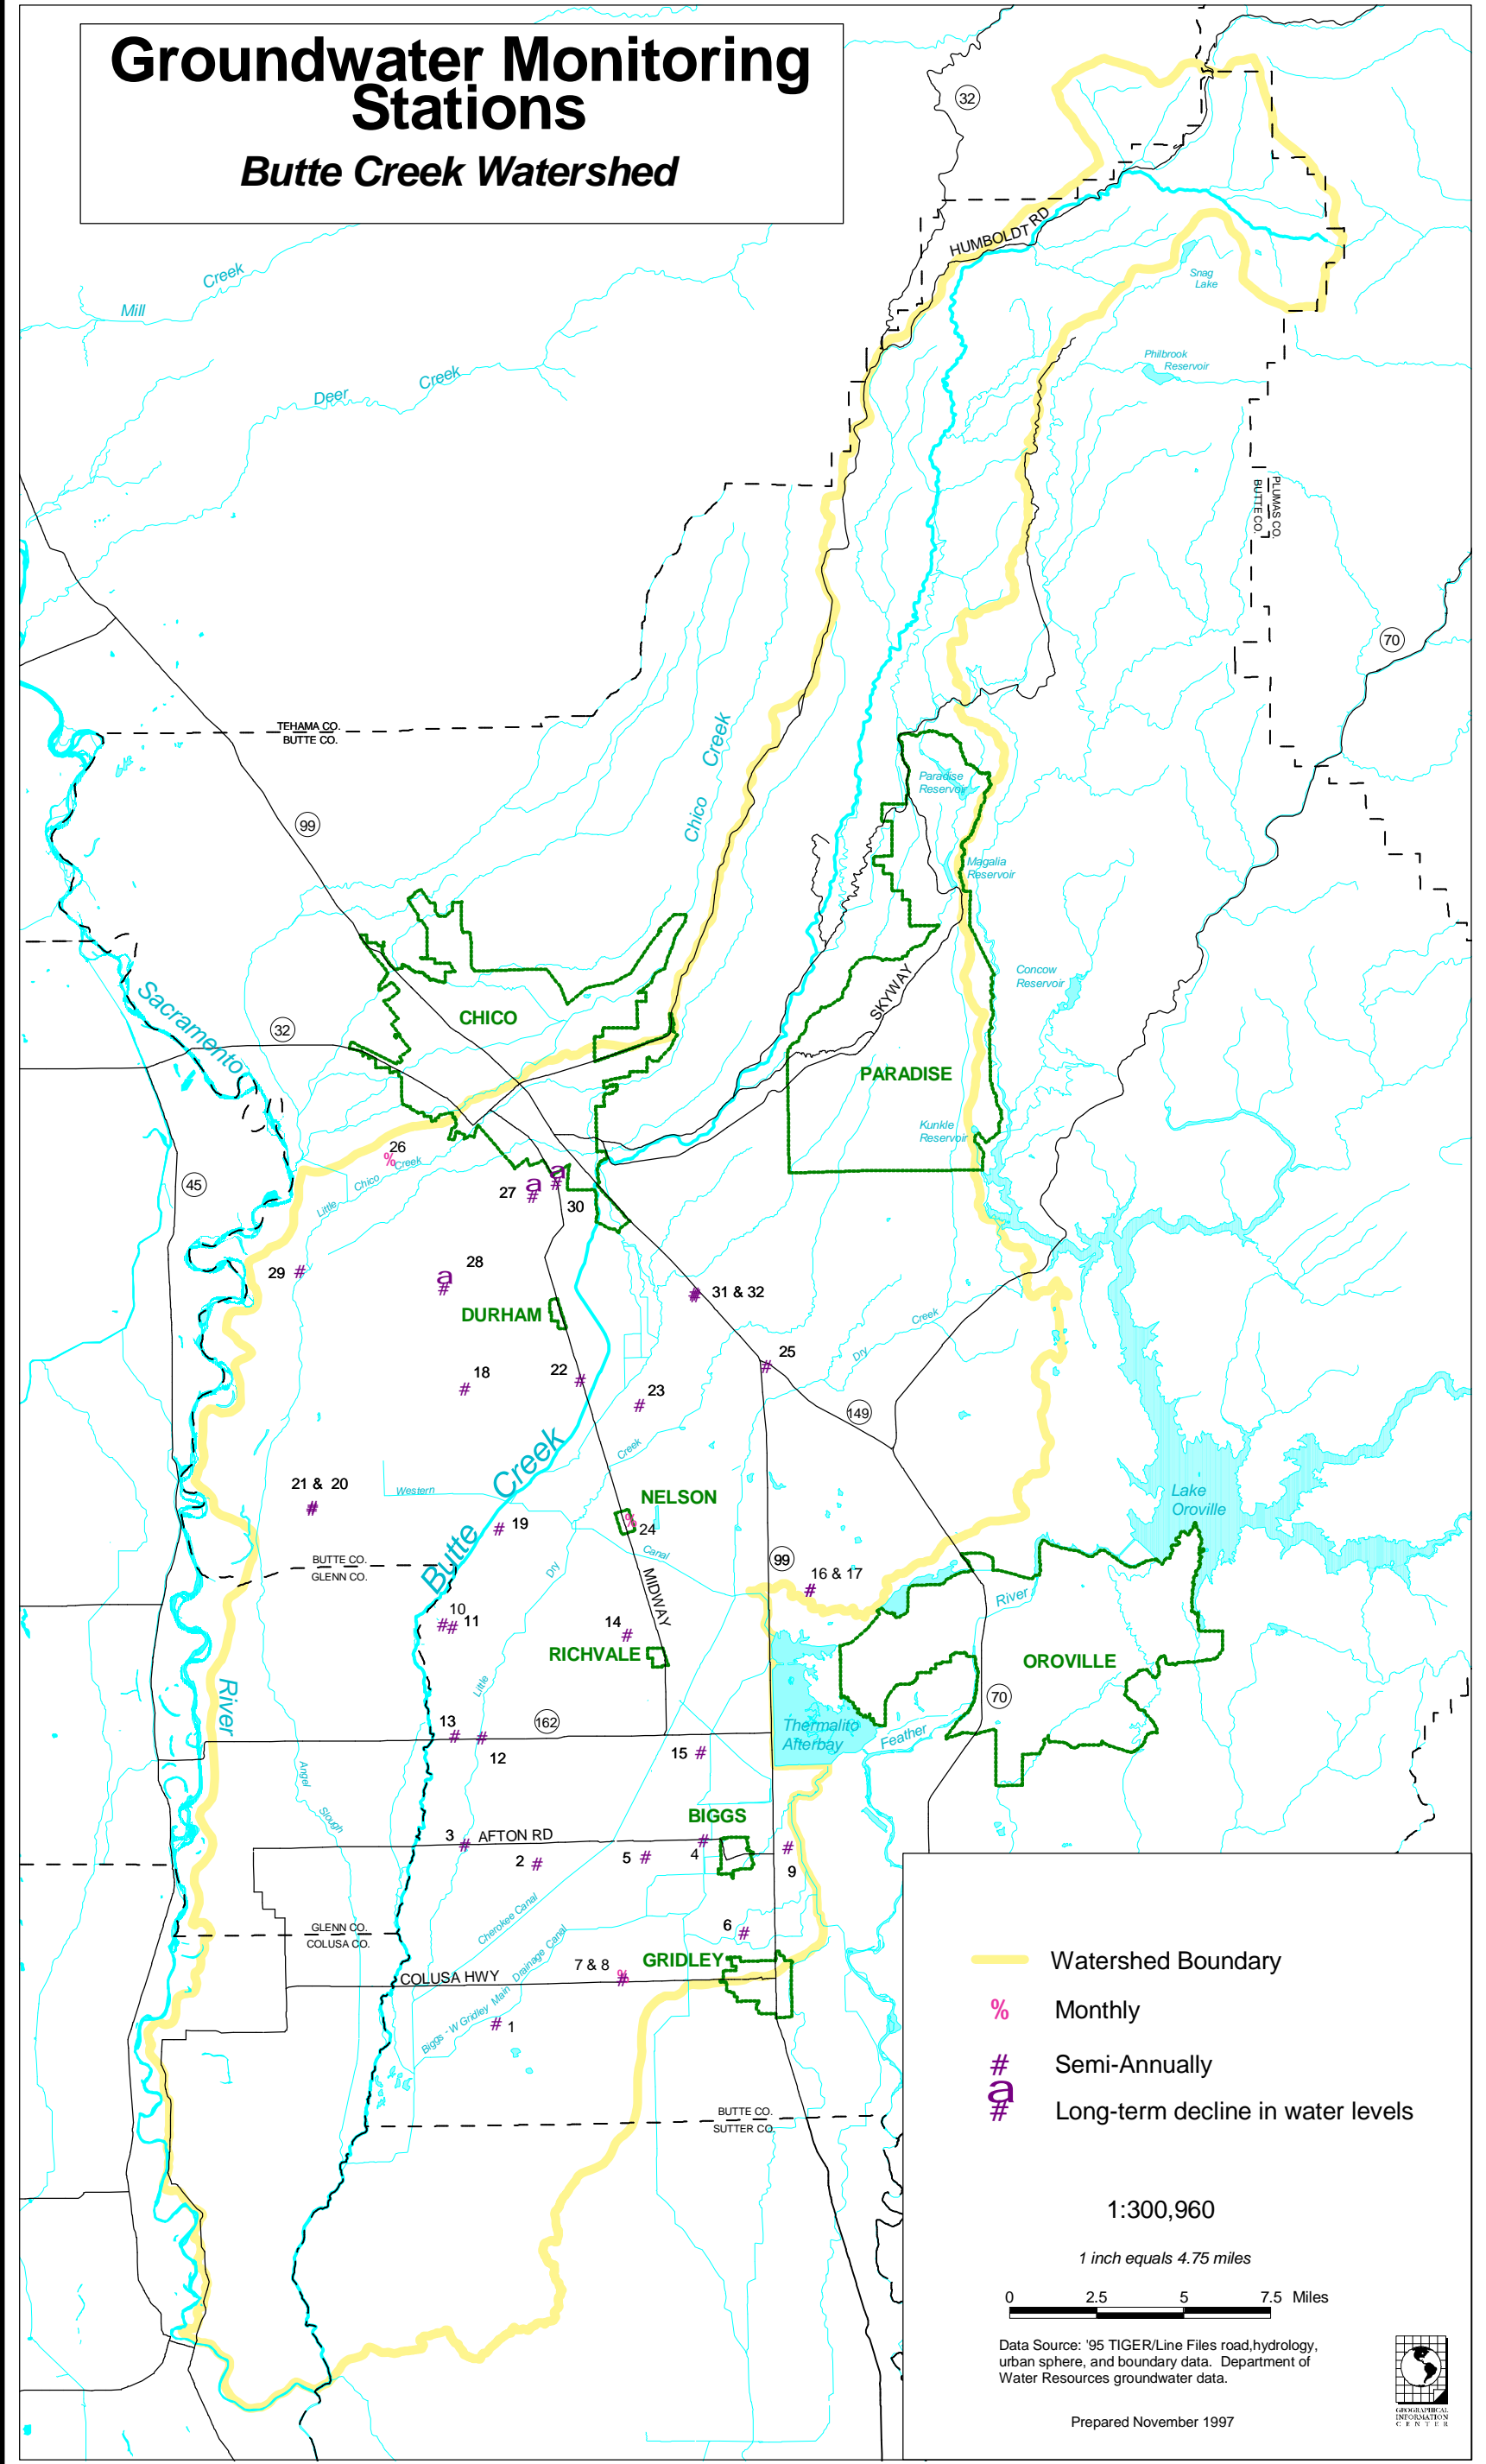 Groundwater Monitoring
Stations
Butte Creek Watershed
32
HUMBOLDT RD
Snag
Lake
Mill Creek
Philbrook
Reservoir
Deer Creek
PLUMAS CO.
BUTTE CO.
70
TEHAMA CO.
BUTTE CO.
Chico Creek
Paradise
Reservoir
99
Magalia
Reservoir
Concow
Reservoir
SKYWAY
Sacramento
CHICO
32
PARADISE
Kunkle
Reservoir
26
%
Little Chico Creek
45
27
a
#
a
#
30
28
a
#
29 #
# 31 & 32
DURHAM
Dry Creek
25
#
22 #
18
#
23
#
149
Butte Creek
21 & 20
#
Western
Canal
NELSON
%
24
Lake
Oroville
# 19
Little Dry Creek
BUTTE CO.
GLENN CO.
99
16 & 17
#
River
MIDWAY
10
## 11
14
#
RICHVALE
OROVILLE
River
70
162
13
# #
12
Thermalito
Afterbay
Feather
15 #
Angel Slough
BIGGS
3
#
AFTON RD
2 #
5 #
#
4
#
9
Cherokee Canal
6
#
GLENN CO.
COLUSA CO.
GRIDLEY
7 & 8
%
#
COLUSA HWY
Biggs - W Gridley Main Drainage Canal
# 1
BUTTE CO.
SUTTER CO.
Watershed Boundary
% Monthly
# Semi-Annually
a
# Long-term decline in water levels
1:300,960
1 inch equals 4.75 miles
0 2.5 5 7.5 Miles
Data Source: '95 TIGER/Line Files road,hydrology,
urban sphere, and boundary data. Department of
Water Resources groundwater data.
Prepared November 1997
GEOGRAPHICAL
INFORMATION
CENTER